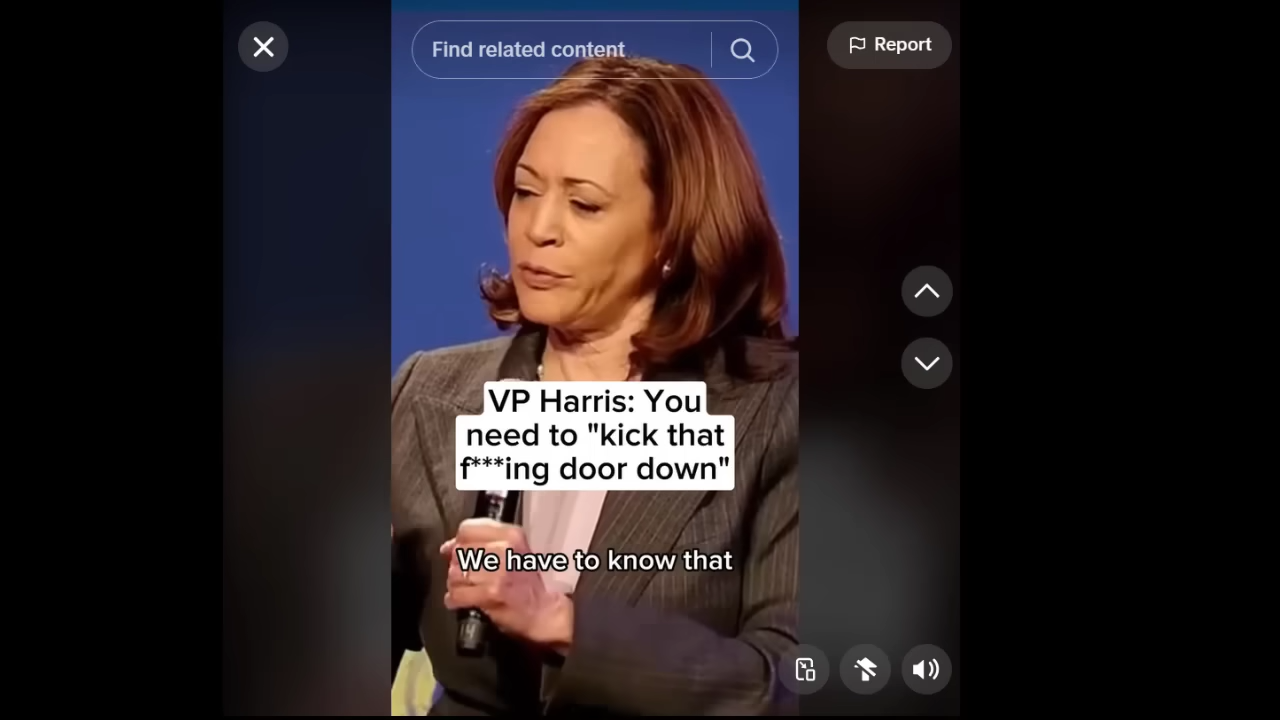 Find related content
Report
VP Harris: You
need to "kick that
f***ing door down"
We have to know that